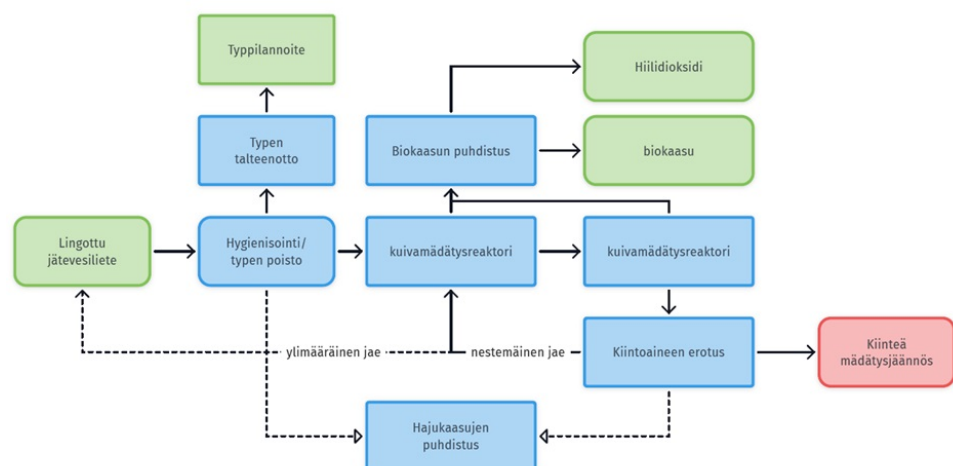 Typpilannoite
Hiilidioksidi
Typen
talteenotto
Biokaasun puhdistus
biokaasu
Lingottu
jätevesiliete
Hygienisointi/
typen poisto
kuivamädätysreaktori
kuivamädätysreaktori
ylimääräinen jae
nestemäinen jae
Kiintoaineen erotus
Kiinteä
mädätysjäännös
Hajukaasujen
puhdistus